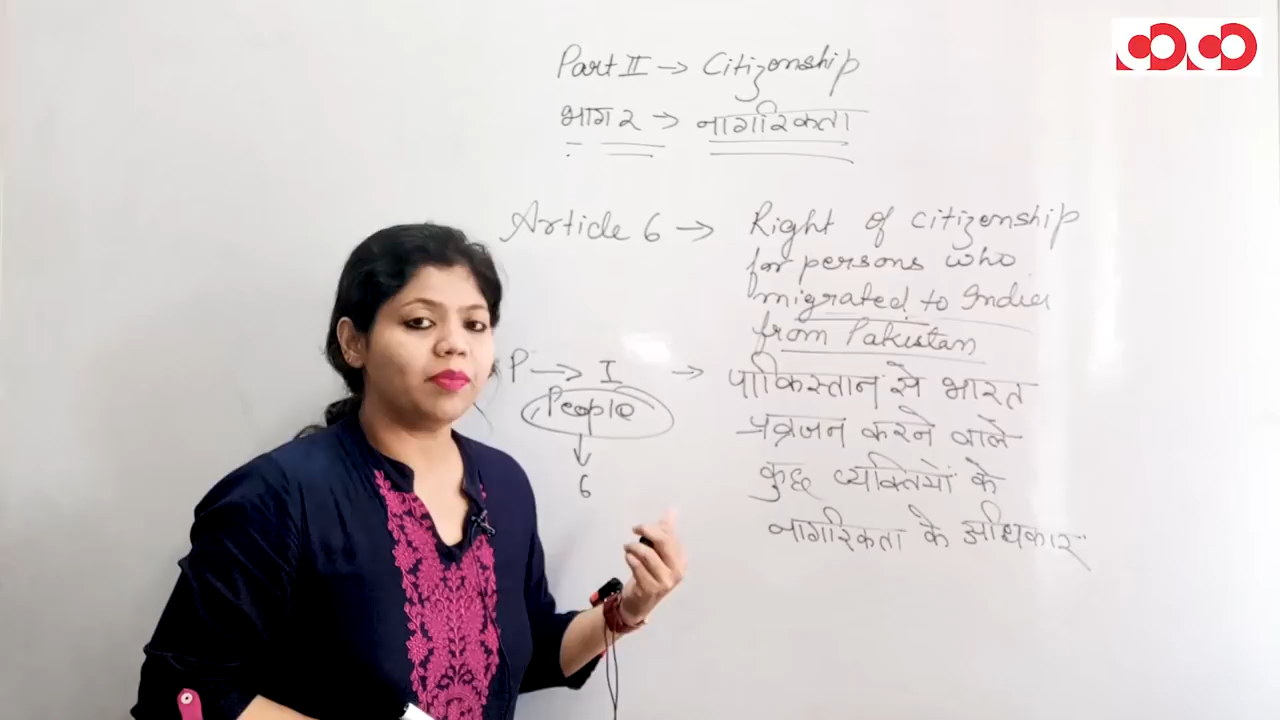 Part II → Citizenship
भाग २ → नागरिकता
Article 6 → Right of citizenship
for persons who
migrated to India
from Pakistan
P → I → पाकिस्तान से भारत
People
प्रव्रजन करने वाले
6
कुछ व्यक्तियों के
नागरिकता के अधिकार